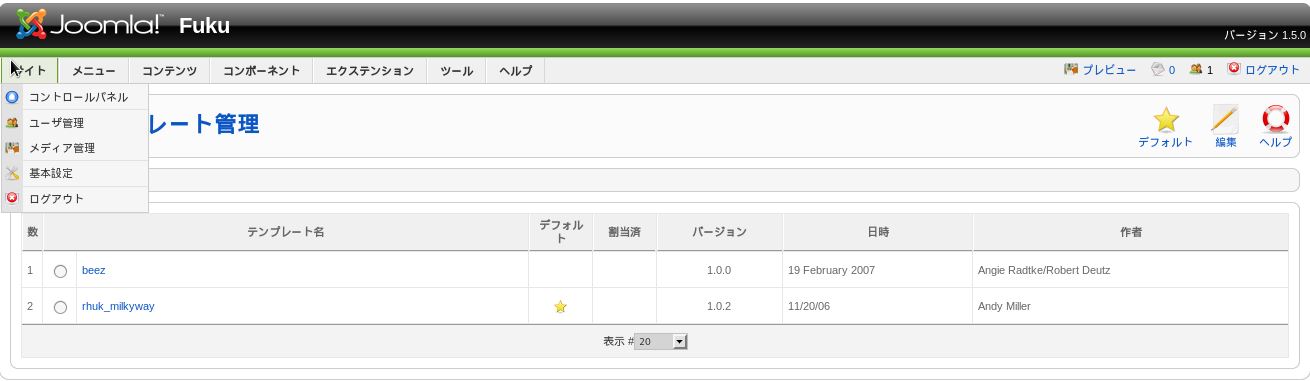 Joomla! Fuku
バージョン 1.5.0
サイト メニュー コンテンツ コンポーネント エクステンション ツール ヘルプ プレビュー 0 1 ログアウト
コントロールパネル
ユーザ管理
メディア管理
基本設定
ログアウト
レート管理
デフォルト 編集 ヘルプ
数 テンプレート名 デフォル
ト 割当済 バージョン 日時 作者
1 beez 1.0.0 19 February 2007 Angie Radtke/Robert Deutz
2 rhuk_milkyway 1.0.2 11/20/06 Andy Miller
表示 # 20